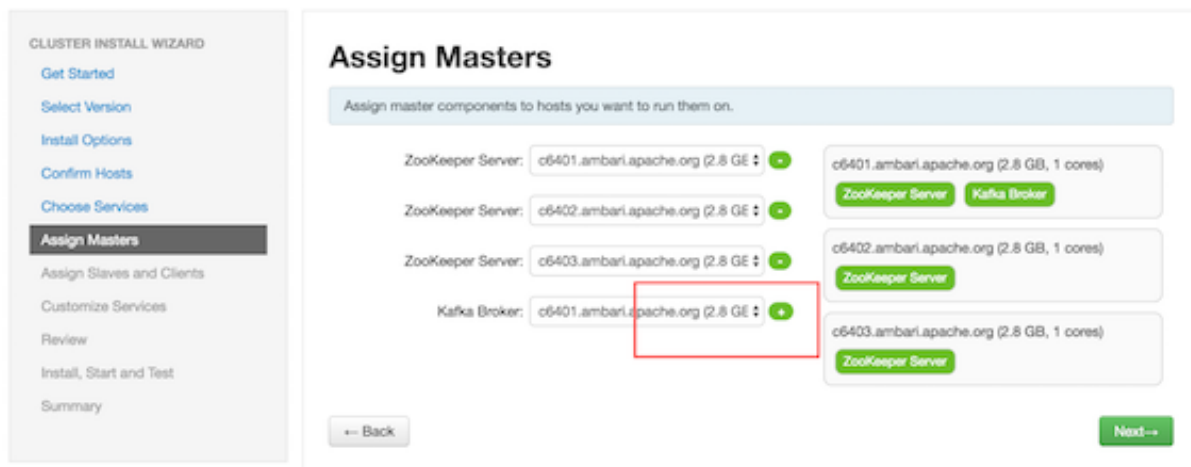 CLUSTER INSTALL WIZARD
Get Started
Select Version
Install Options
Confirm Hosts
Choose Services
Assign Masters
Assign Slaves and Clients
Customize Services
Review
Install, Start and Test
Summary
Assign Masters
Assign master components to hosts you want to run them on.
ZooKeeper Server: c6401.ambari.apache.org (2.8 GE -
ZooKeeper Server: c6402.ambari.apache.org (2.8 GE -
ZooKeeper Server: c6403.ambari.apache.org (2.8 GE -
Kafka Broker: c6401.ambari.apache.org (2.8 GE +
c6401.ambari.apache.org (2.8 GB, 1 cores)
ZooKeeper Server Kafka Broker
c6402.ambari.apache.org (2.8 GB, 1 cores)
ZooKeeper Server
c6403.ambari.apache.org (2.8 GB, 1 cores)
ZooKeeper Server
← Back
Next→